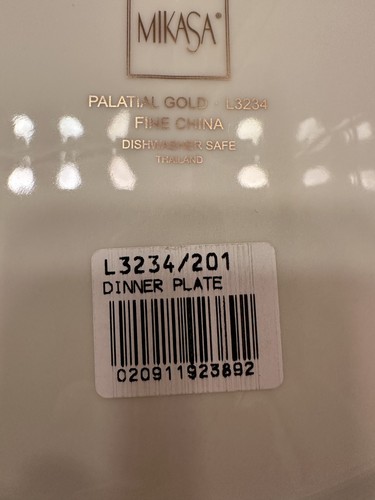 MIKASA®
PALATIAL GOLD - L3234
FINE CHINA
DISHWASHER SAFE
THAILAND
L3234/201
DINNER PLATE
020911923892